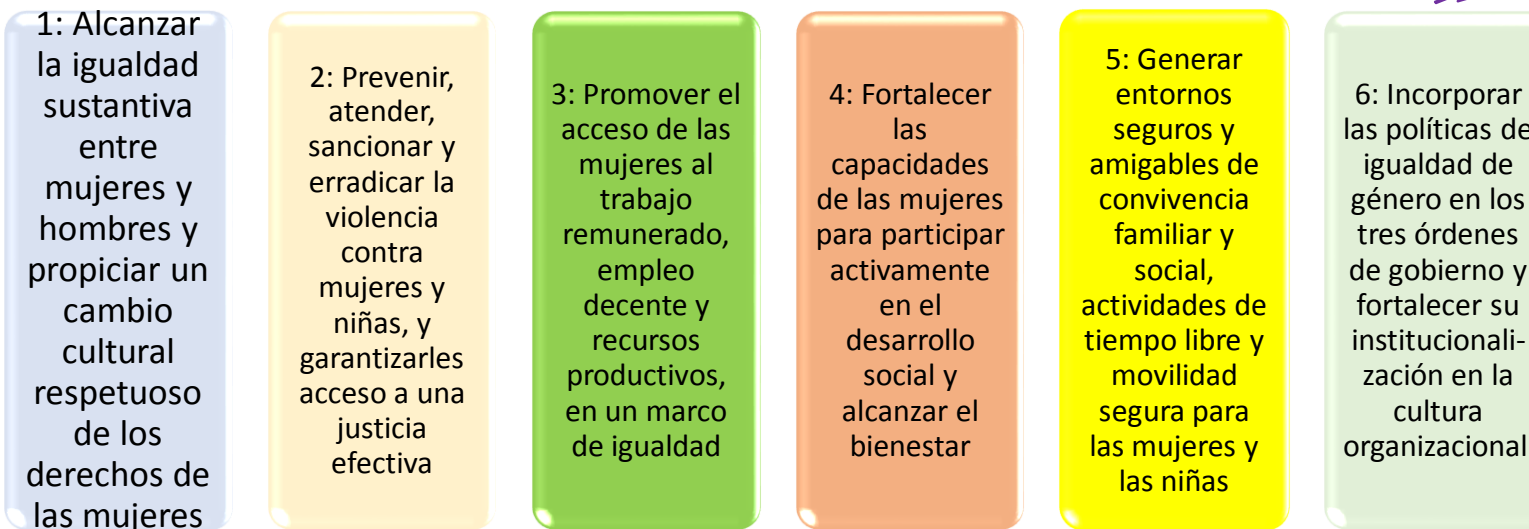 1: Alcanzar
la igualdad
sustantiva
entre
mujeres y
hombres y
propiciar un
cambio
cultural
respetuoso
de los
derechos de
las mujeres
2: Prevenir,
atender,
sancionar y
erradicar la
violencia
contra
mujeres y
niñas, y
garantizarles
acceso a una
justicia
efectiva
3: Promover el
acceso de las
mujeres al
trabajo
remunerado,
empleo
decente y
recursos
productivos,
en un marco
de igualdad
4: Fortalecer
las
capacidades
de las mujeres
para participar
activamente
en el
desarrollo
social y
alcanzar el
bienestar
5: Generar
entornos
seguros y
amigables de
convivencia
familiar y
social,
actividades de
tiempo libre y
movilidad
segura para
las mujeres y
las niñas
6: Incorporar
las políticas de
igualdad de
género en los
tres órdenes
de gobierno y
fortalecer su
institucionali-
zación en la
cultura
organizacional